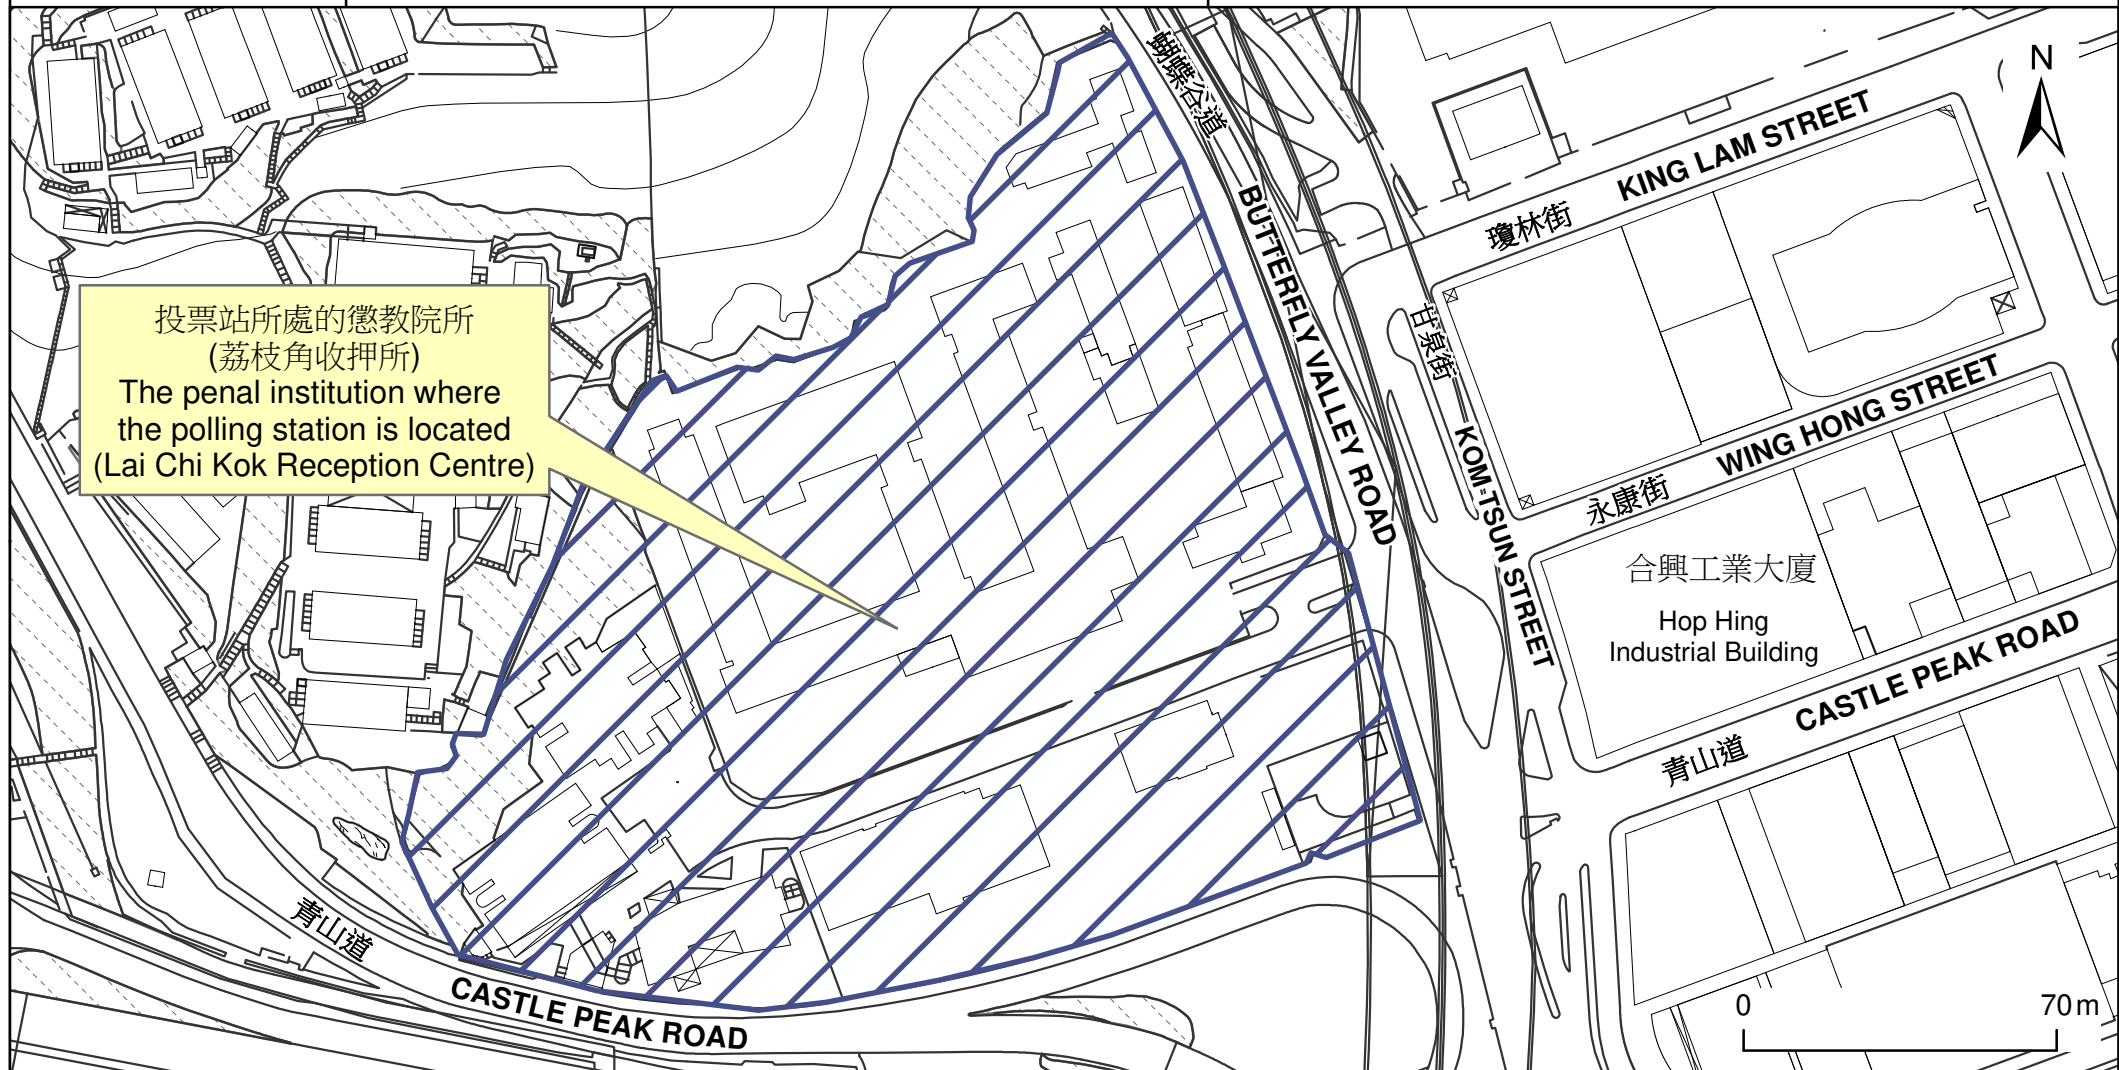 蝴蝶谷道
N
KING LAM STREET
瓊林街
BUTTERFLY VALLEY ROAD
投票站所處的懲教院所
(荔枝角收押所)
The penal institution where
the polling station is located
(Lai Chi Kok Reception Centre)
甘泉街
KOM TSUN STREET
WING HONG STREET
永康街
合興工業大廈
Hop Hing
Industrial Building
CASTLE PEAK ROAD
青山道
青山道
CASTLE PEAK ROAD
0 70 m